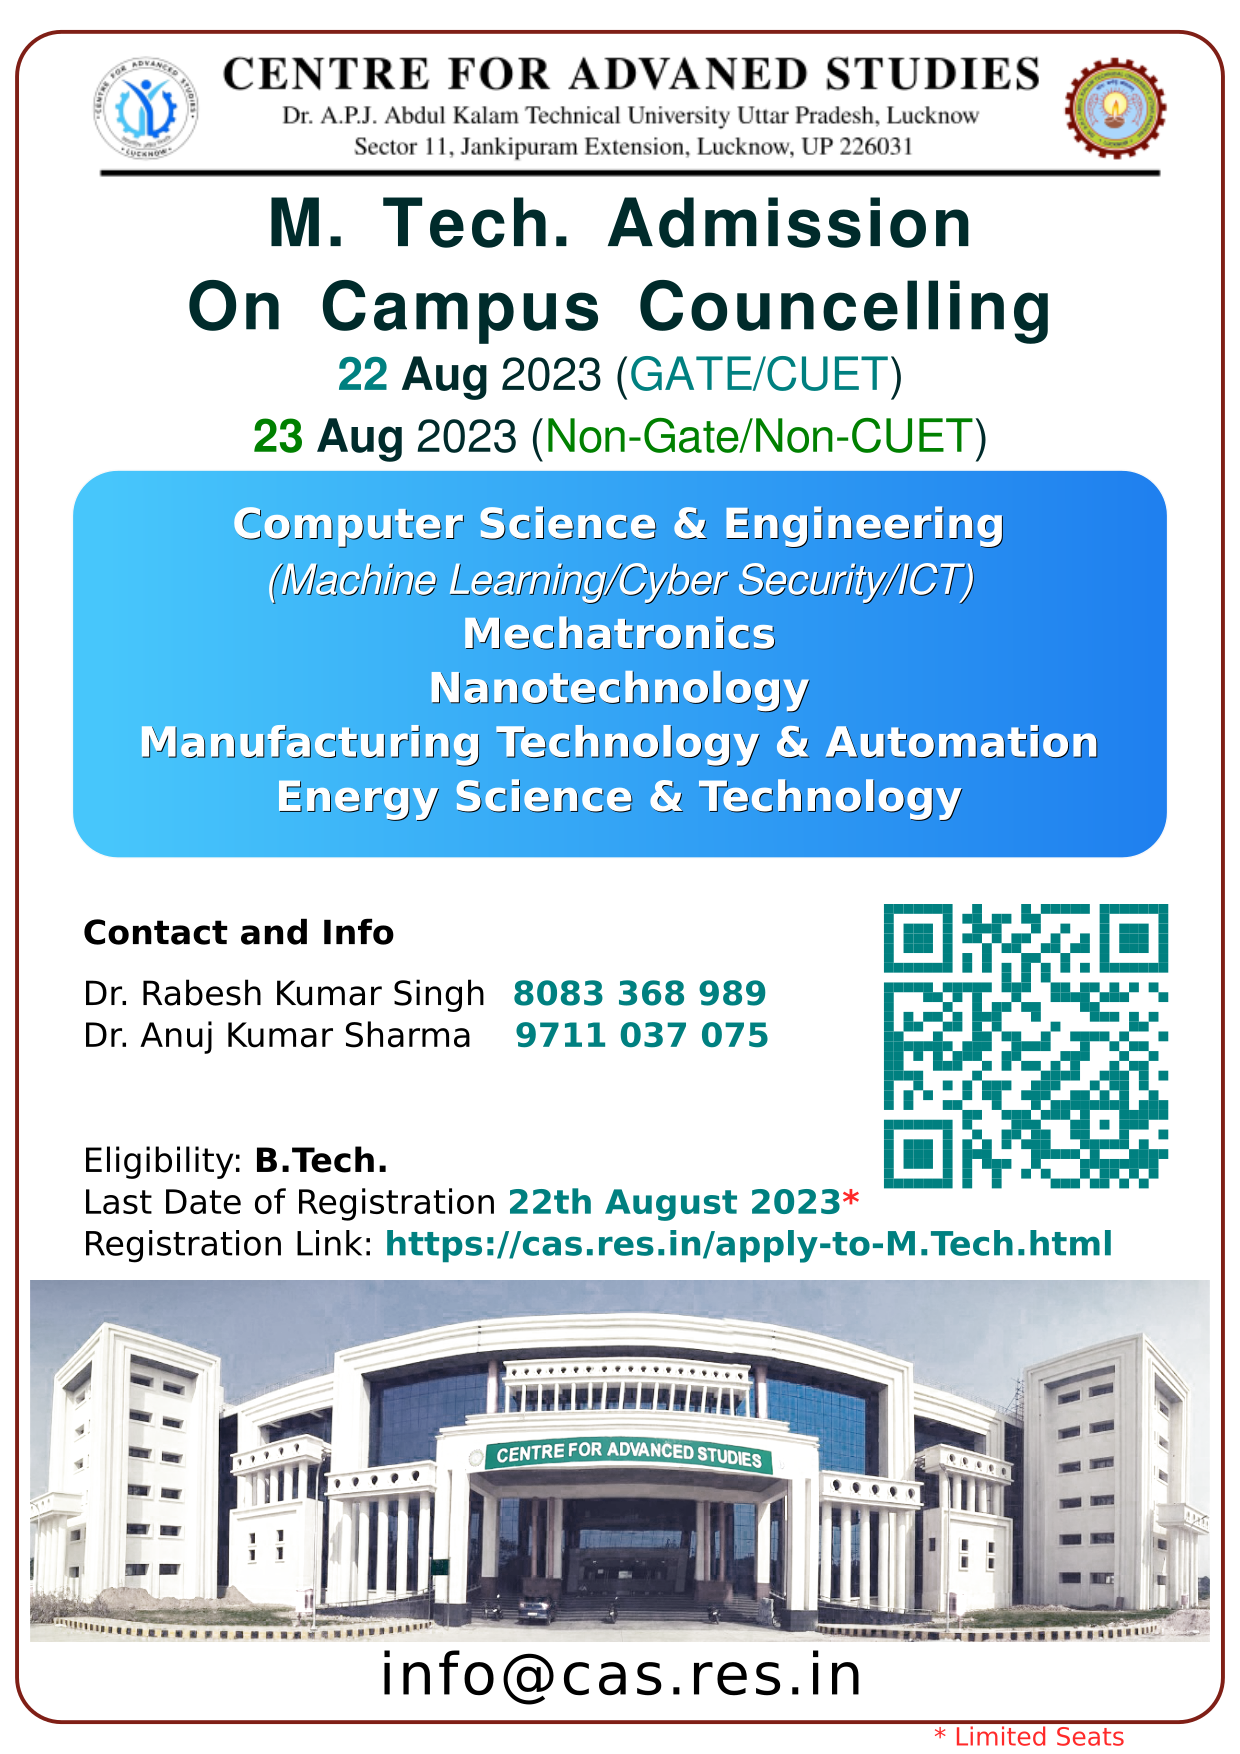 CENTRE FOR ADVANED STUDIES
Dr. A.P.J. Abdul Kalam Technical University Uttar Pradesh, Lucknow
Sector 11, Jankipuram Extension, Lucknow, UP 226031
CENTRE FOR ADVANCED STUDIES
LUCKNOW
M. Tech. Admission
On Campus Councelling
22 Aug 2023 (GATE/CUET)
23 Aug 2023 (Non-Gate/Non-CUET)
Computer Science & Engineering
(Machine Learning/Cyber Security/ICT)
Mechatronics
Nanotechnology
Manufacturing Technology & Automation
Energy Science & Technology
Contact and Info
Dr. Rabesh Kumar Singh 8083 368 989
Dr. Anuj Kumar Sharma 9711 037 075
Eligibility: B.Tech.
Last Date of Registration 22th August 2023*
Registration Link: https://cas.res.in/apply-to-M.Tech.html
CENTRE FOR ADVANCED STUDIES
info@cas.res.in
* Limited Seats